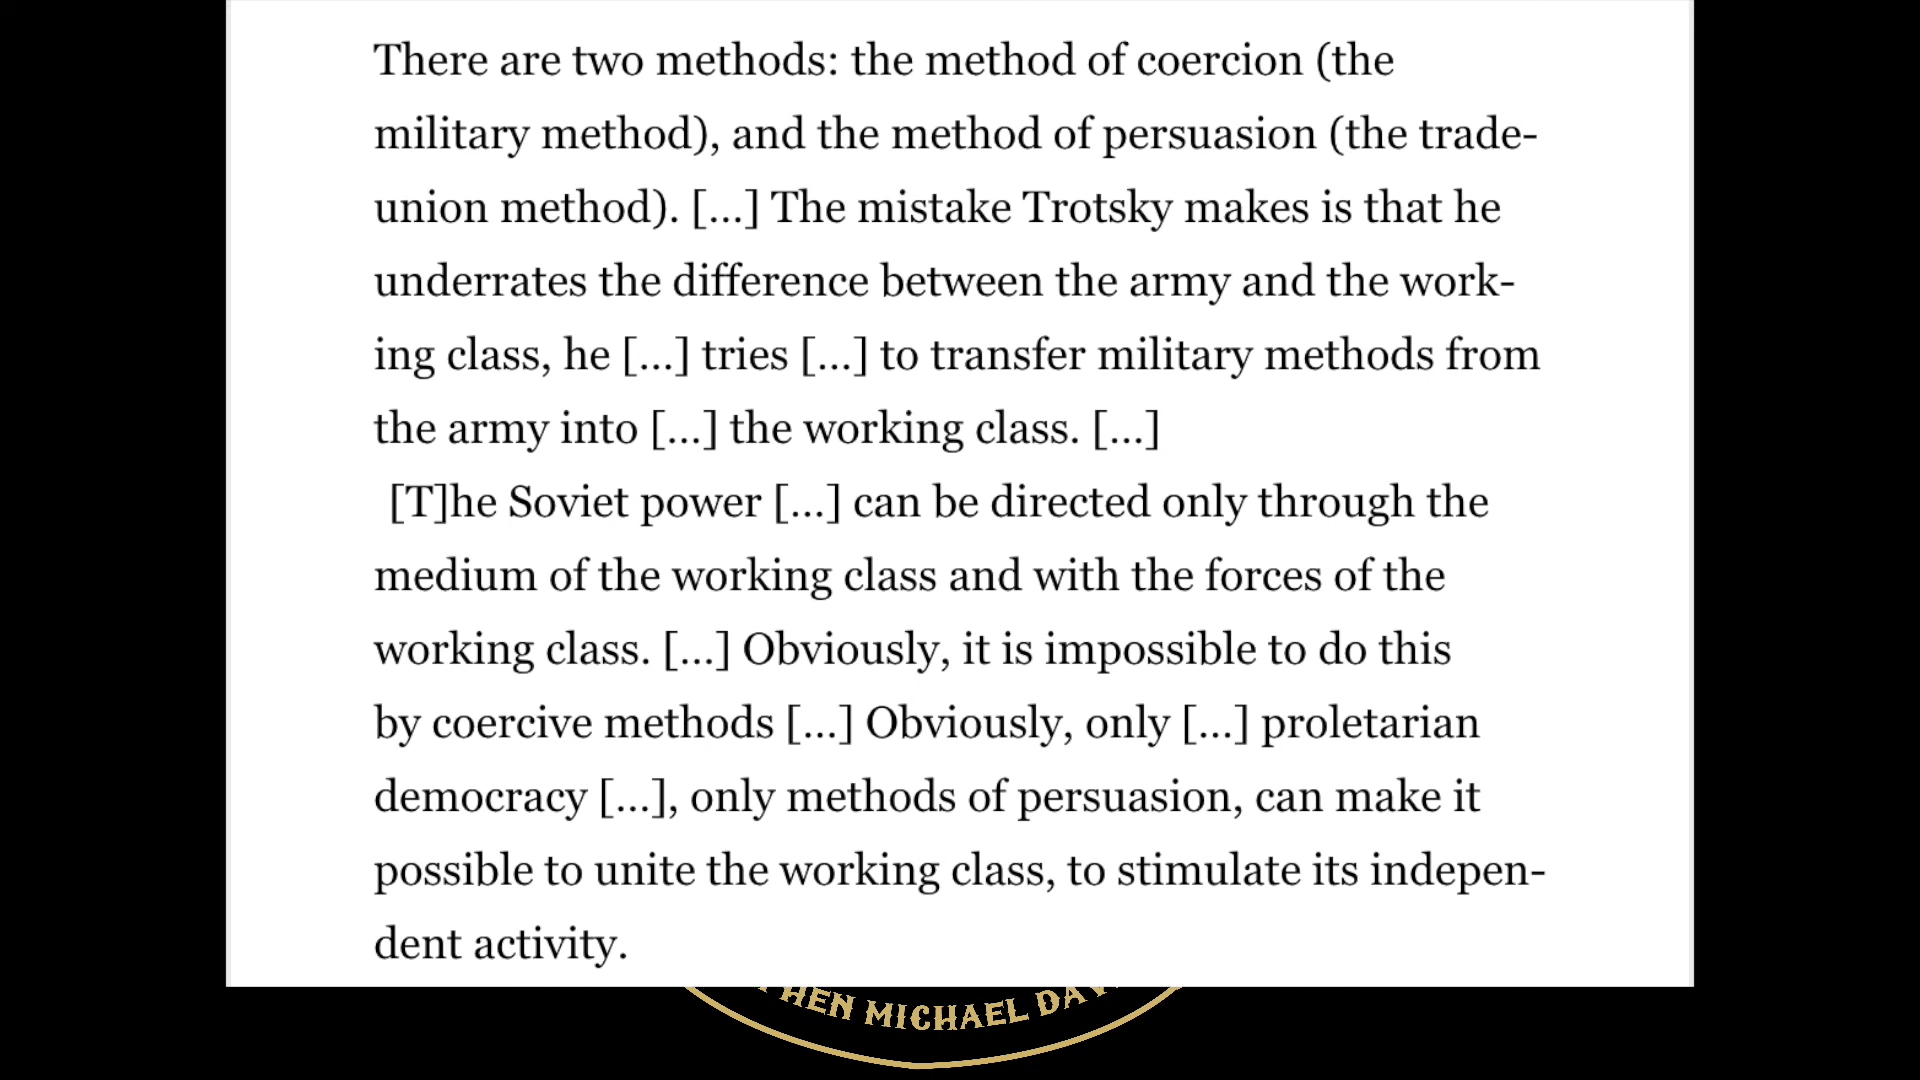 There are two methods: the method of coercion (the
military method), and the method of persuasion (the trade-
union method). [...] The mistake Trotsky makes is that he
underrates the difference between the army and the work-
ing class, he [...] tries [...] to transfer military methods from
the army into [...] the working class. [...]
[T]he Soviet power [...] can be directed only through the
medium of the working class and with the forces of the
working class. [...] Obviously, it is impossible to do this
by coercive methods [...] Obviously, only [...] proletarian
democracy [...], only methods of persuasion, can make it
possible to unite the working class, to stimulate its indepen-
dent activity.
MICHAEL